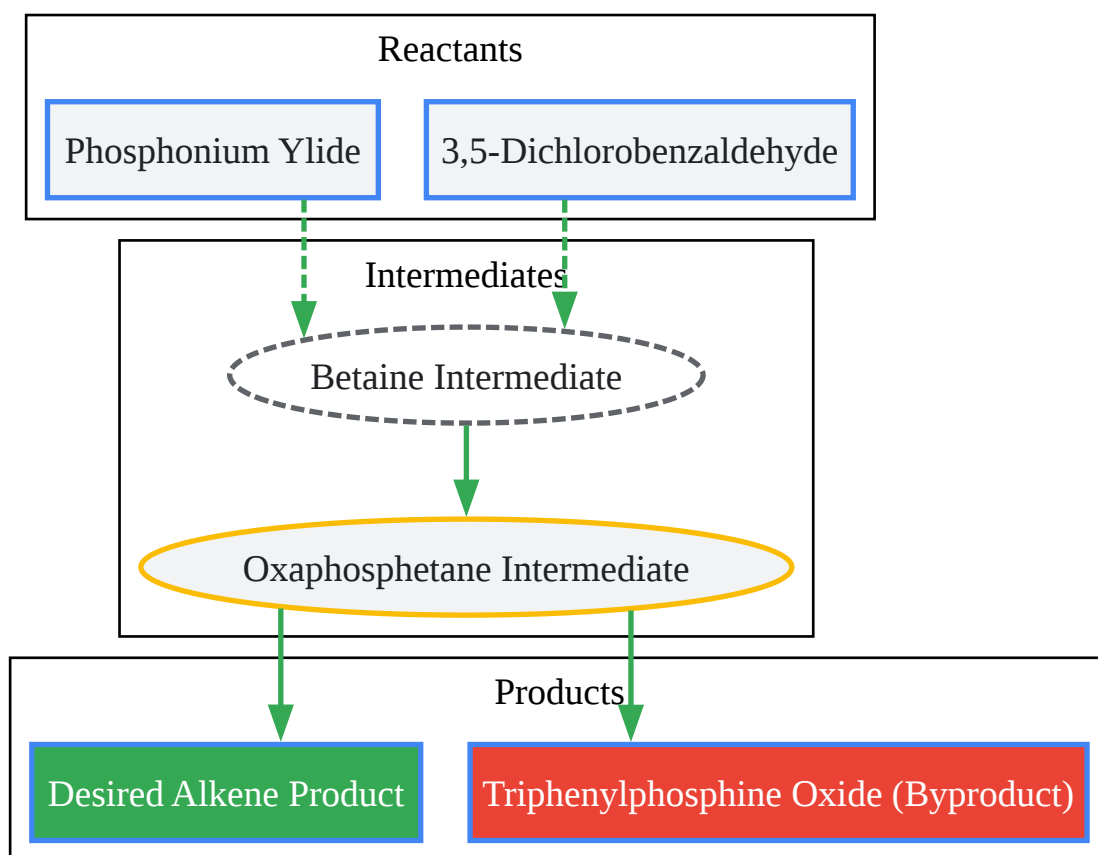 Reactants
Phosphonium Ylide
3,5-Dichlorobenzaldehyde
Intermediates
Betaine Intermediate
Oxaphosphetane Intermediate
Products
Desired Alkene Product
Triphenylphosphine Oxide (Byproduct)